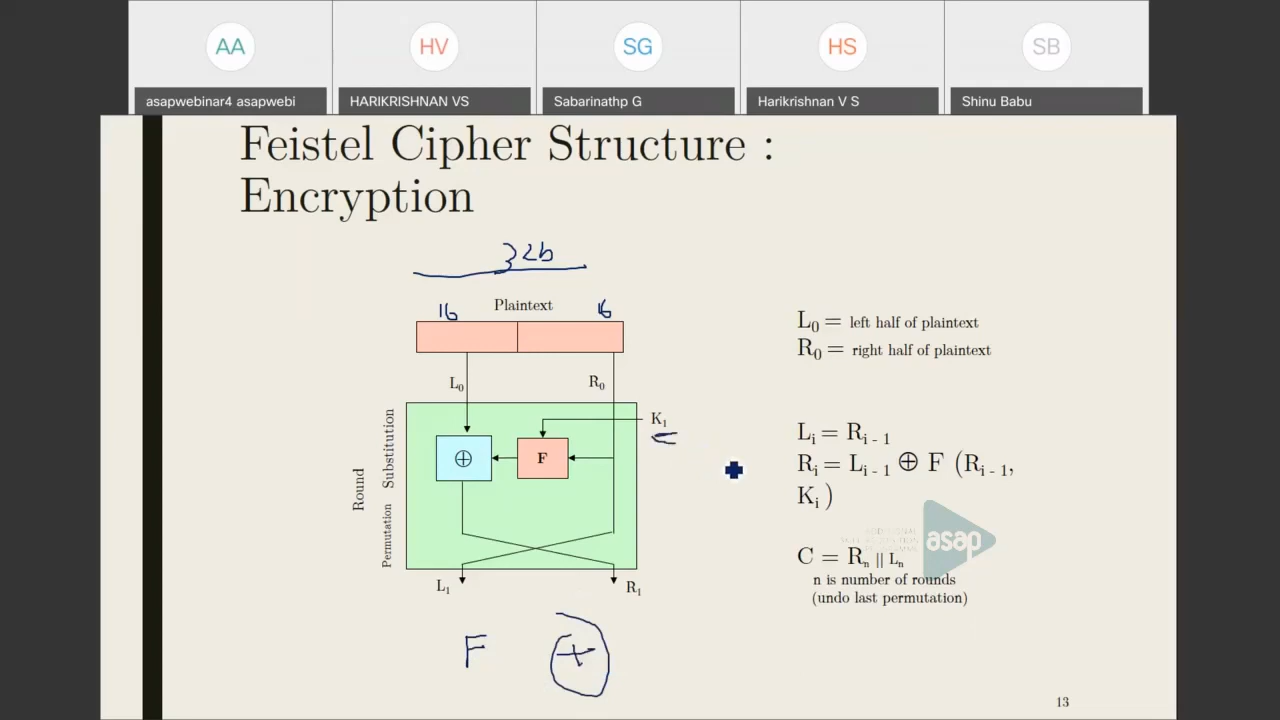 AA HV SG HS SB
asapwebinar4 asapwebi HARIKRISHNAN VS Sabarinathp G Harikrishnan V S Shinu Babu
Feistel Cipher Structure :
Encryption
32b
Plaintext
16 16
L0 = left half of plaintext
R0 = right half of plaintext
L0 R0
K1
Substitution
Round
Permutation
F
⊕
Li = Ri - 1
Ri = Li - 1 ⊕ F (Ri - 1,
Ki )
asap
C = Rn || Ln
n is number of rounds
(undo last permutation)
L1 R1
F +
13